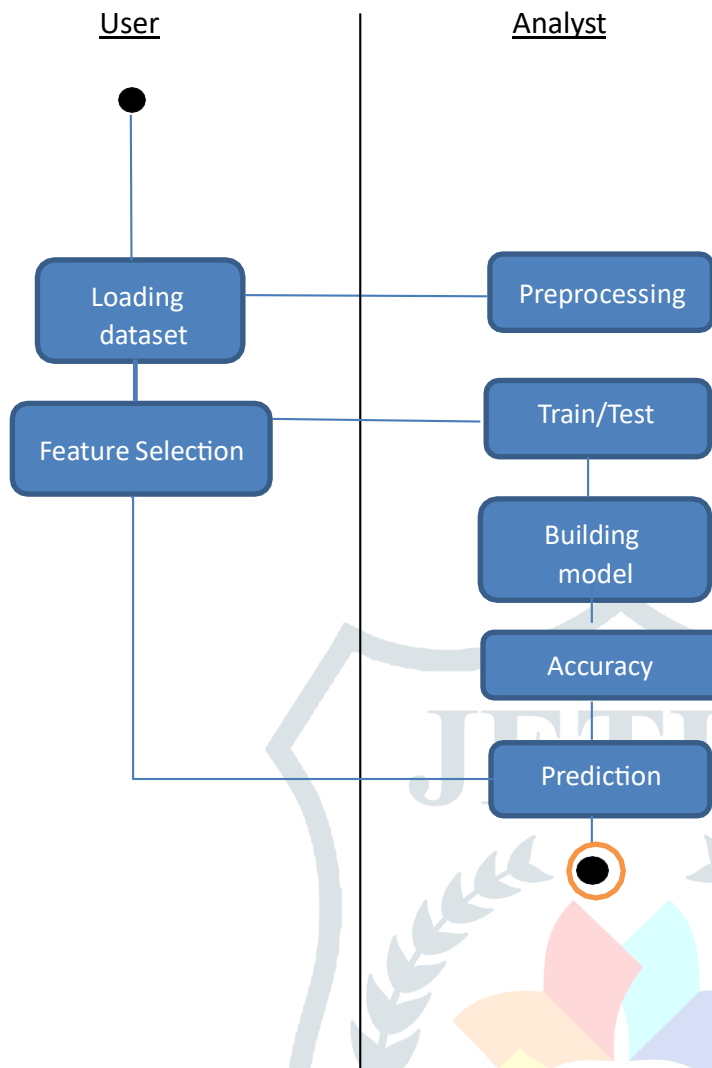 User
Analyst
Loading
dataset
Preprocessing
Feature Selection
Train/Test
Building
model
Accuracy
Prediction